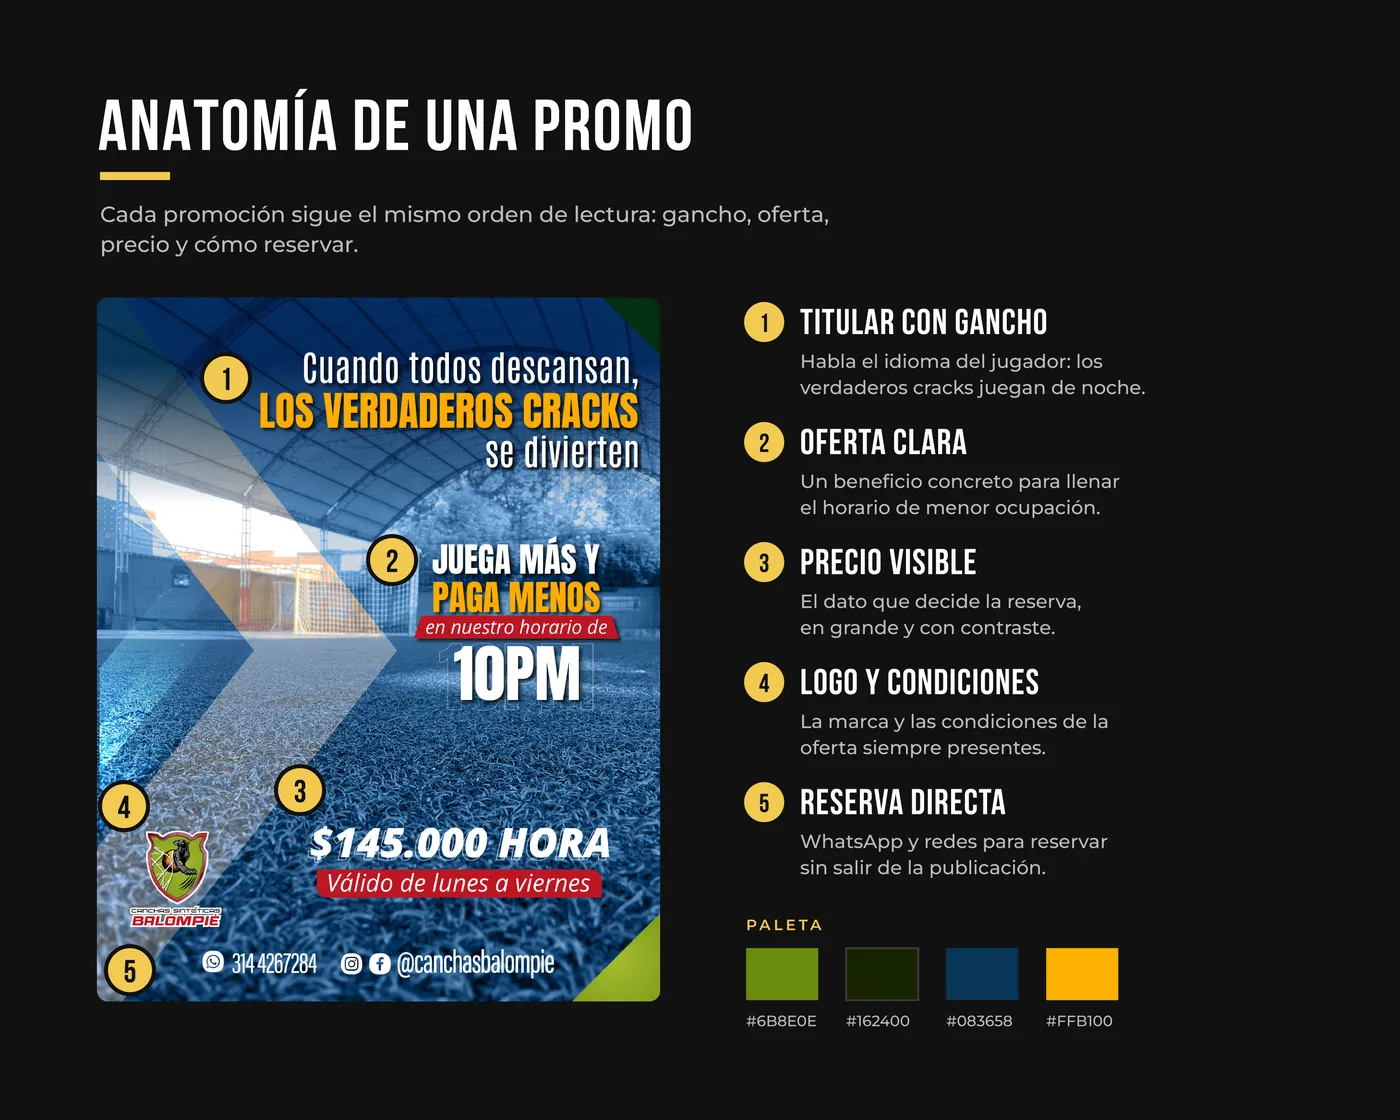 ANATOMÍA DE UNA PROMO
Cada promoción sigue el mismo orden de lectura: gancho, oferta,
precio y cómo reservar.
1
Cuando todos descansan,
LOS VERDADEROS CRACKS
se divierten
2
JUEGA MÁS Y
PAGA MENOS
en nuestro horario de
10PM
3
$145.000 HORA
Válido de lunes a viernes
4
CANCHAS SINTÉTICAS
BALOMPIÉ
5
314 4267284
@canchasbalompie
1
TITULAR CON GANCHO
Habla el idioma del jugador: los
verdaderos cracks juegan de noche.
2
OFERTA CLARA
Un beneficio concreto para llenar
el horario de menor ocupación.
3
PRECIO VISIBLE
El dato que decide la reserva,
en grande y con contraste.
4
LOGO Y CONDICIONES
La marca y las condiciones de la
oferta siempre presentes.
5
RESERVA DIRECTA
WhatsApp y redes para reservar
sin salir de la publicación.
PALETA
#6B8E0E
#162400
#083658
#FFB100